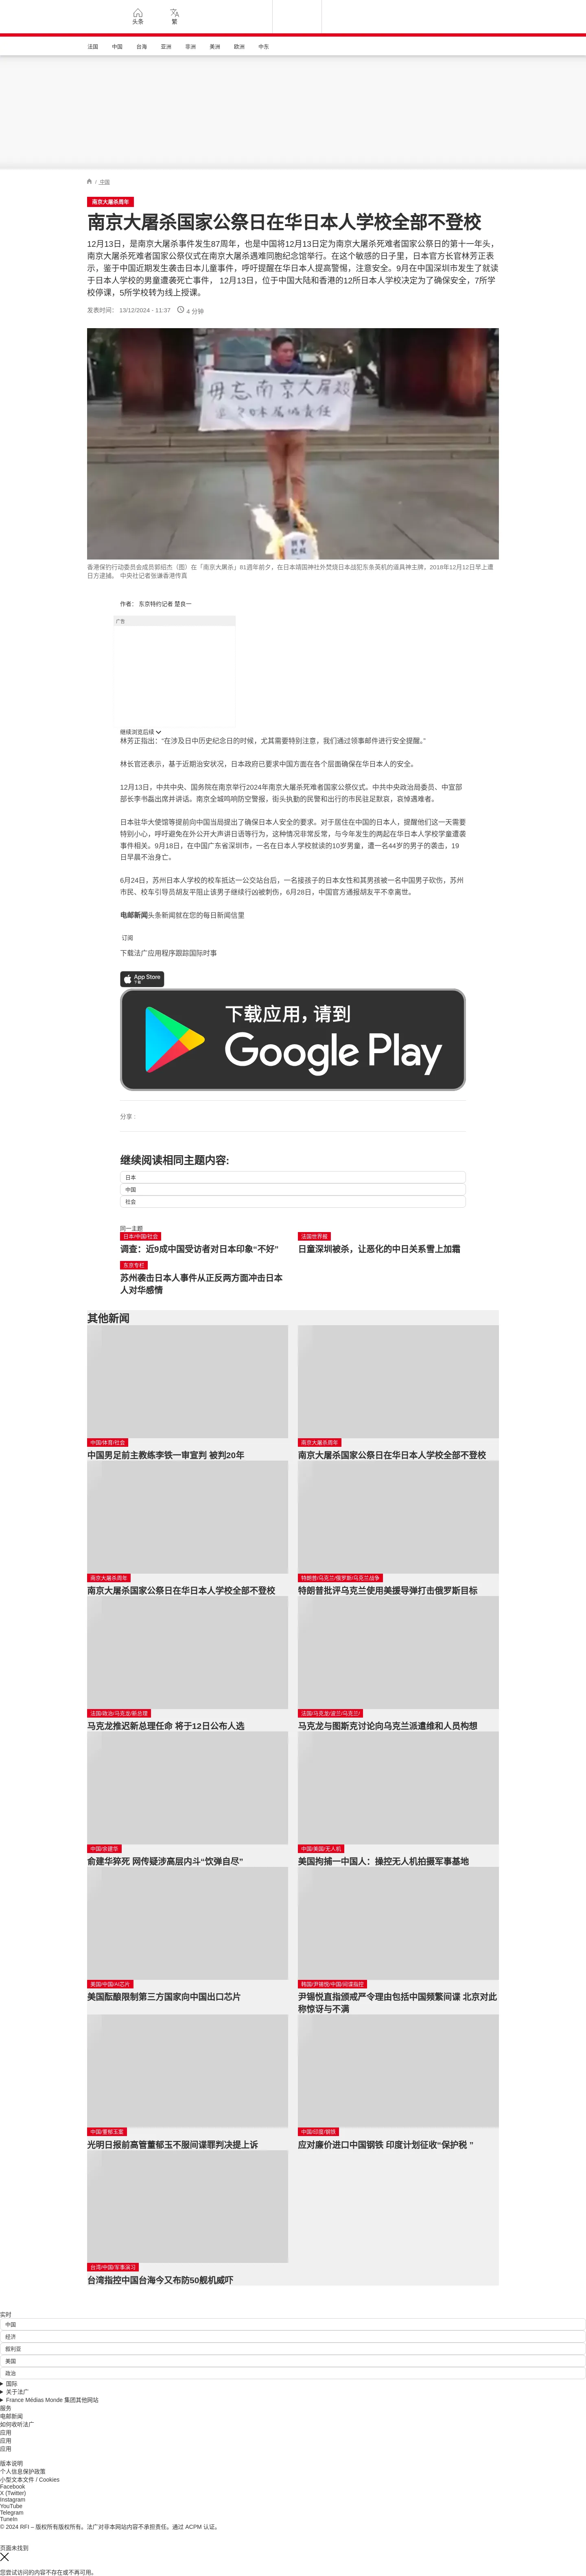 头条
繁
法国 中国 台海 亚洲 非洲 美洲 欧洲 中东
/ 中国
南京大屠杀周年
南京大屠杀国家公祭日在华日本人学校全部不登校
12月13日，是南京大屠杀事件发生87周年，也是中国将12月13日定为南京大屠杀死难者国家公祭日的第十一年头，
南京大屠杀死难者国家公祭仪式在南京大屠杀遇难同胞纪念馆举行。在这个敏感的日子里，日本官方长官林芳正表
示，鉴于中国近期发生袭击日本儿童事件，呼吁提醒在华日本人提高警惕，注意安全。9月在中国深圳市发生了就读
于日本人学校的男童遭袭死亡事件， 12月13日，位于中国大陆和香港的12所日本人学校决定为了确保安全，7所学
校停课，5所学校转为线上授课。
发表时间： 13/12/2024 - 11:37 4 分钟
毋忘南京大屠殺
香港保钓行动委员会成员郭绍杰（图）在「南京大屠杀」81週年前夕，在日本靖国神社外焚烧日本战犯东条英机的道具神主牌，2018年12月12日早上遭
日方逮捕。 中央社记者张谦香港传真
作者： 东京特约记者 楚良一
广告
继续浏览后续
林芳正指出：“在涉及日中历史纪念日的时候，尤其需要特别注意，我们通过领事邮件进行安全提醒。”
林长官还表示，基于近期治安状况，日本政府已要求中国方面在各个层面确保在华日本人的安全。
12月13日，中共中央、国务院在南京举行2024年南京大屠杀死难者国家公祭仪式。中共中央政治局委员、中宣部
部长李书磊出席并讲话。南京全城鸣响防空警报，街头执勤的民警和出行的市民驻足默哀，哀悼遇难者。
日本驻华大使馆等提前向中国当局提出了确保日本人安全的要求。对于居住在中国的日本人，提醒他们这一天需要
特别小心，呼吁避免在外公开大声讲日语等行为，这种情况非常反常，与今年发生的两起在华日本人学校学童遭袭
事件相关。9月18日，在中国广东省深圳市，一名在日本人学校就读的10岁男童，遭一名44岁的男子的袭击，19
日早晨不治身亡。
6月24日，苏州日本人学校的校车抵达一公交站台后，一名接孩子的日本女性和其男孩被一名中国男子砍伤，苏州
市民、校车引导员胡友平阻止该男子继续行凶被刺伤，6月28日，中国官方通报胡友平不幸离世。
电邮新闻头条新闻就在您的每日新闻信里
订阅
下载法广应用程序跟踪国际时事
App Store
下载
下载应用，请到
Google Play
分享 :
继续阅读相同主题内容:
日本
中国
社会
同一主题
日本/中国/社会
调查：近9成中国受访者对日本印象“不好”
法国世界报
日童深圳被杀，让恶化的中日关系雪上加霜
东京专栏
苏州袭击日本人事件从正反两方面冲击日本
人对华感情
其他新闻
中国/体育/社会
中国男足前主教练李铁一审宣判 被判20年
南京大屠杀周年
南京大屠杀国家公祭日在华日本人学校全部不登校
南京大屠杀周年
南京大屠杀国家公祭日在华日本人学校全部不登校
特朗普/乌克兰/俄罗斯/乌克兰战争
特朗普批评乌克兰使用美援导弹打击俄罗斯目标
法国/政治/马克龙/新总理
马克龙推迟新总理任命 将于12日公布人选
法国/马克龙/波兰/乌克兰/
马克龙与图斯克讨论向乌克兰派遣维和人员构想
中国/俞建华
俞建华猝死 网传疑涉高层内斗“饮弹自尽”
中国/美国/无人机
美国拘捕一中国人：操控无人机拍摄军事基地
美国/中国/AI芯片
美国酝酿限制第三方国家向中国出口芯片
韩国/尹锡悦/中国/间谍指控
尹锡悦直指颁戒严令理由包括中国频繁间谍 北京对此
称惊讶与不满
中国/董郁玉案
光明日报前高管董郁玉不服间谍罪判决提上诉
中国/印度/钢铁
应对廉价进口中国钢铁 印度计划征收“保护税 ”
台湾/中国/军事演习
台湾指控中国台海今又布防50舰机威吓
实时
中国
经济
叙利亚
美国
政治
国际
关于法广
France Médias Monde 集团其他网站
服务
电邮新闻
如何收听法广
应用
应用
应用
版本说明
个人信息保护政策
小型文本文件 / Cookies
Facebook
X (Twitter)
Instagram
YouTube
Telegram
TuneIn
© 2024 RFI – 版权所有版权所有。法广对非本网站内容不承担责任。通过 ACPM 认证。
页面未找到
您尝试访问的内容不存在或不再可用。